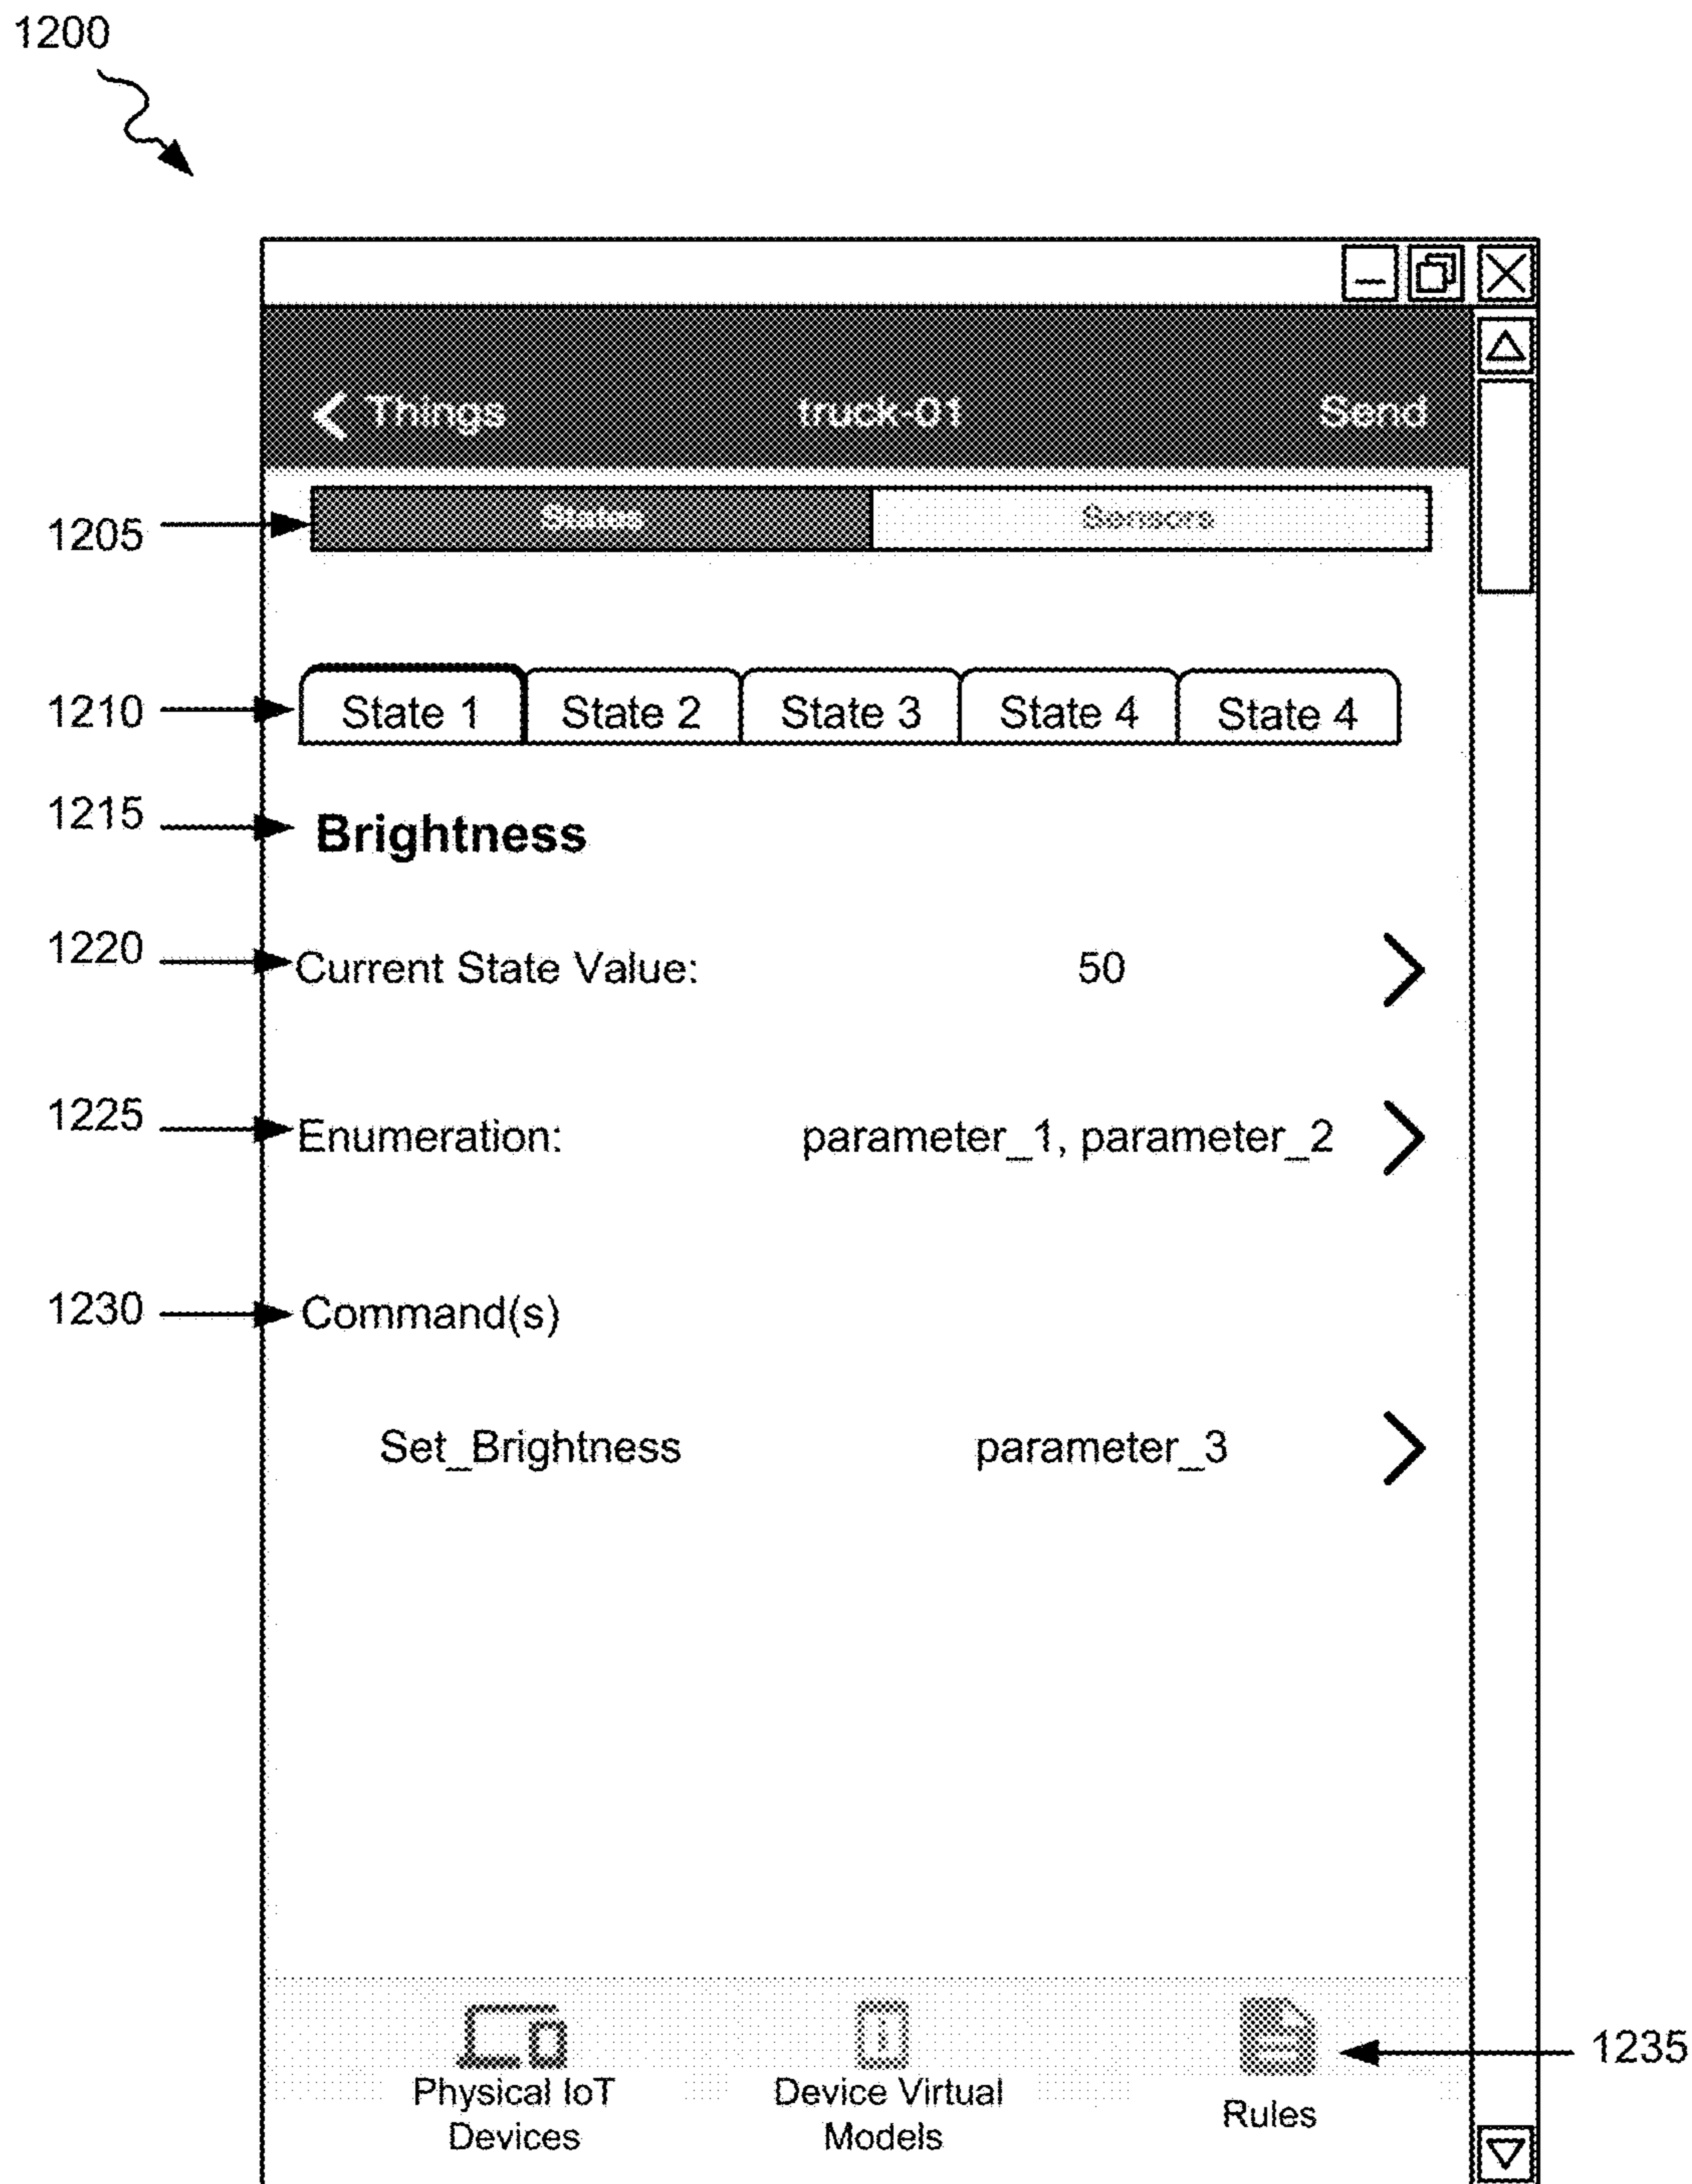 1200
Things truck-01 Send
1205 States Sensors
1210 State 1 State 2 State 3 State 4 State 4
1215 Brightness
1220 Current State Value: 50
1225 Enumeration: parameter_1, parameter_2
1230 Command(s)
Set_Brightness parameter_3
1235
Physical IoT Devices
Device Virtual Models
Rules